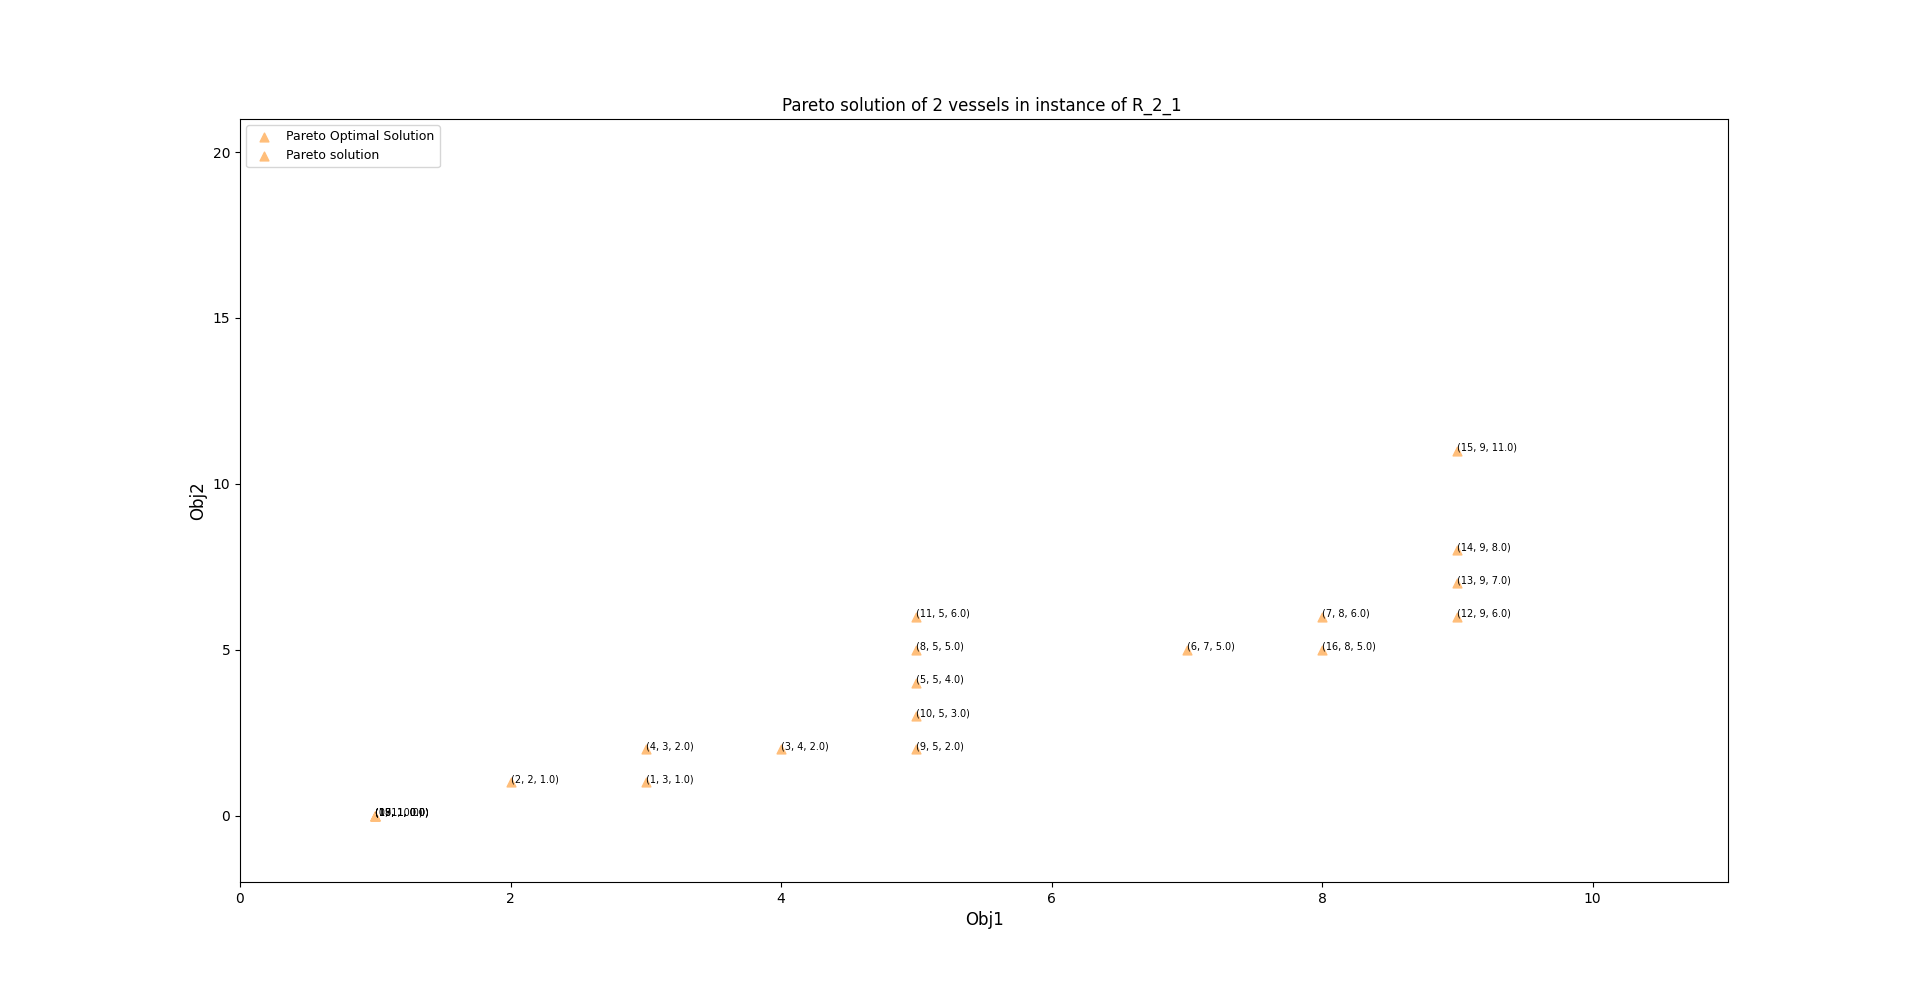 Pareto solution of 2 vessels in instance of R_2_1
Pareto Optimal Solution
Pareto solution
20
15
10
5
0
Obj2
(15, 9, 11.0)
(14, 9, 8.0)
(13, 9, 7.0)
(11, 5, 6.0)
(7, 8, 6.0)
(12, 9, 6.0)
(8, 5, 5.0)
(6, 7, 5.0)
(16, 8, 5.0)
(5, 5, 4.0)
(10, 5, 3.0)
(4, 3, 2.0)
(3, 4, 2.0)
(9, 5, 2.0)
(2, 2, 1.0)
(1, 3, 1.0)
0
2
4
6
8
10
Obj1